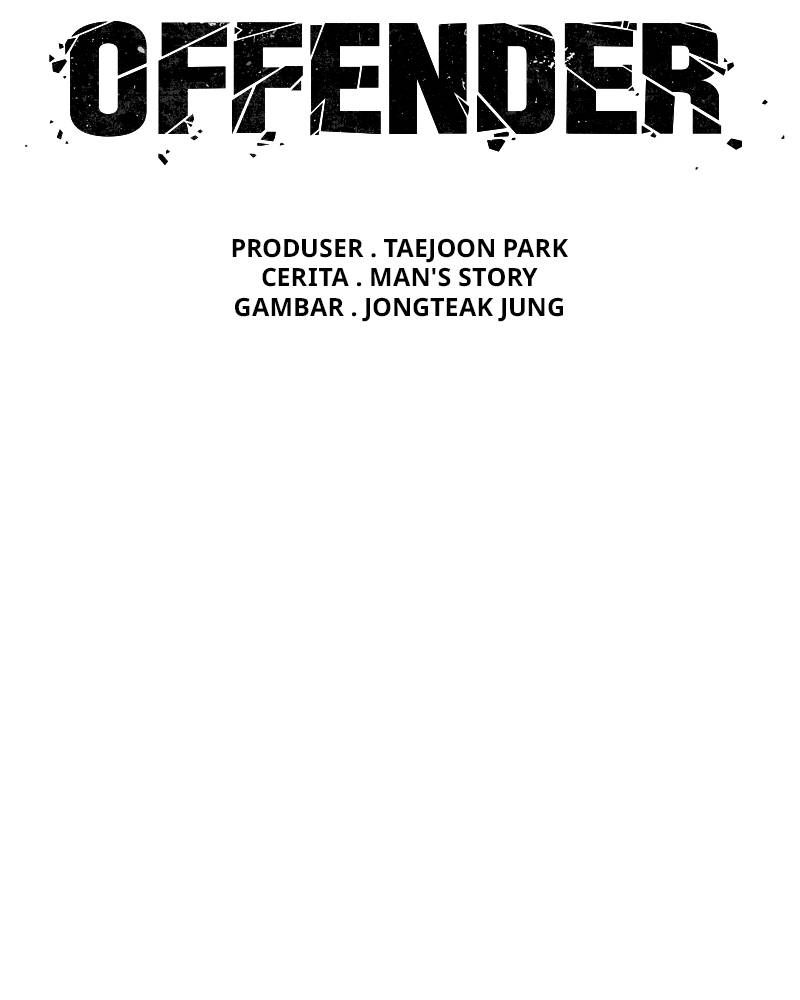 OFFENDER
PRODUSER . TAEJOON PARK
CERITA . MAN'S STORY
GAMBAR . JONGTEAK JUNG